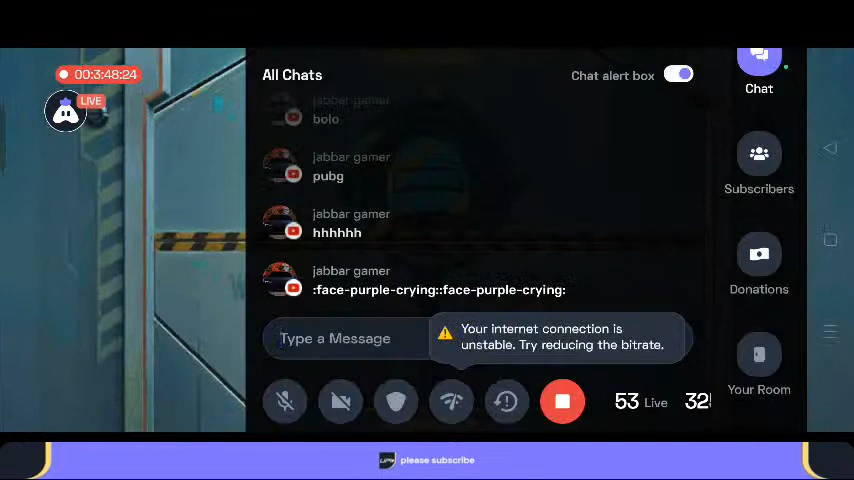 00:3:48:24
LIVE
All Chats
Chat alert box
Chat
jabbar gamer
bolo
jabbar gamer
pubg
Subscribers
jabbar gamer
hhhhhh
jabbar gamer
:face-purple-crying::face-purple-crying:
Donations
Type a Message
Your internet connection is
unstable. Try reducing the bitrate.
Your Room
53 Live
please subscribe